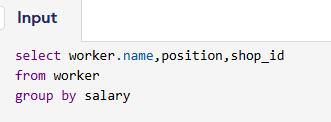 Input
select worker.name,position,shop_id
from worker
group by salary